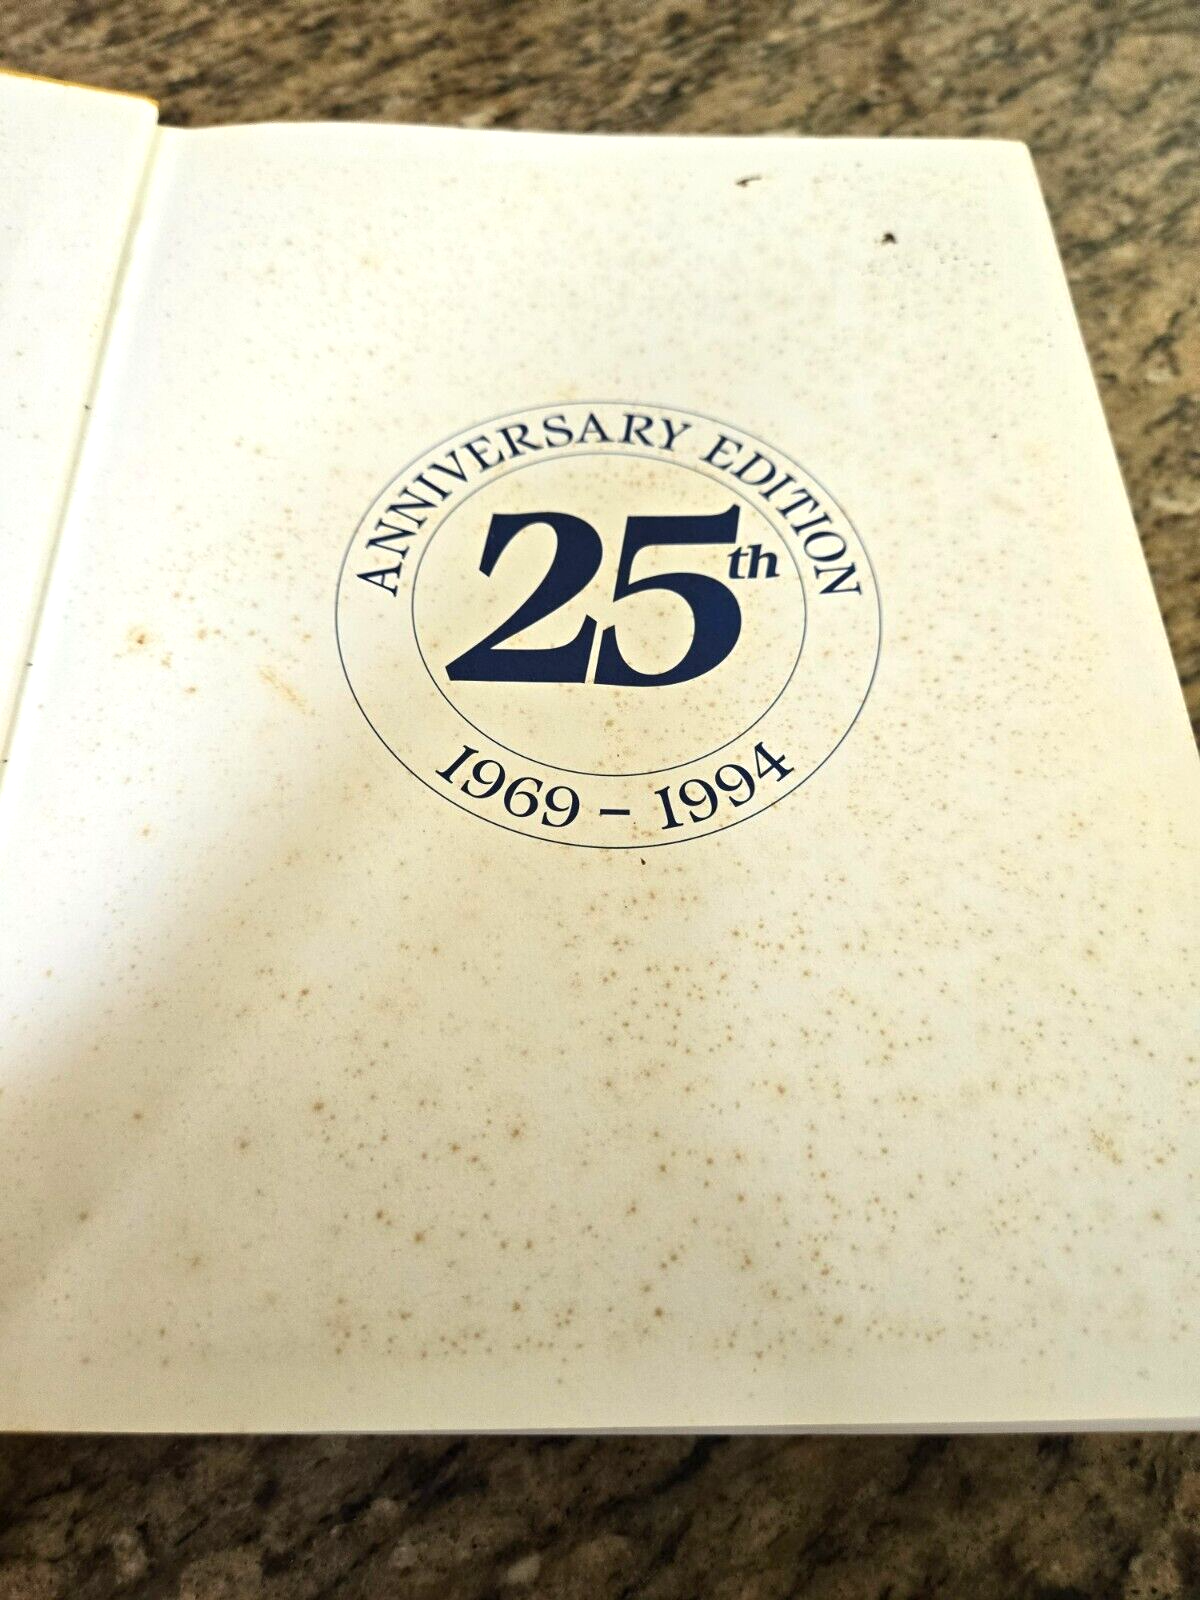 ANNIVERSARY EDITION
25th
1969 – 1994